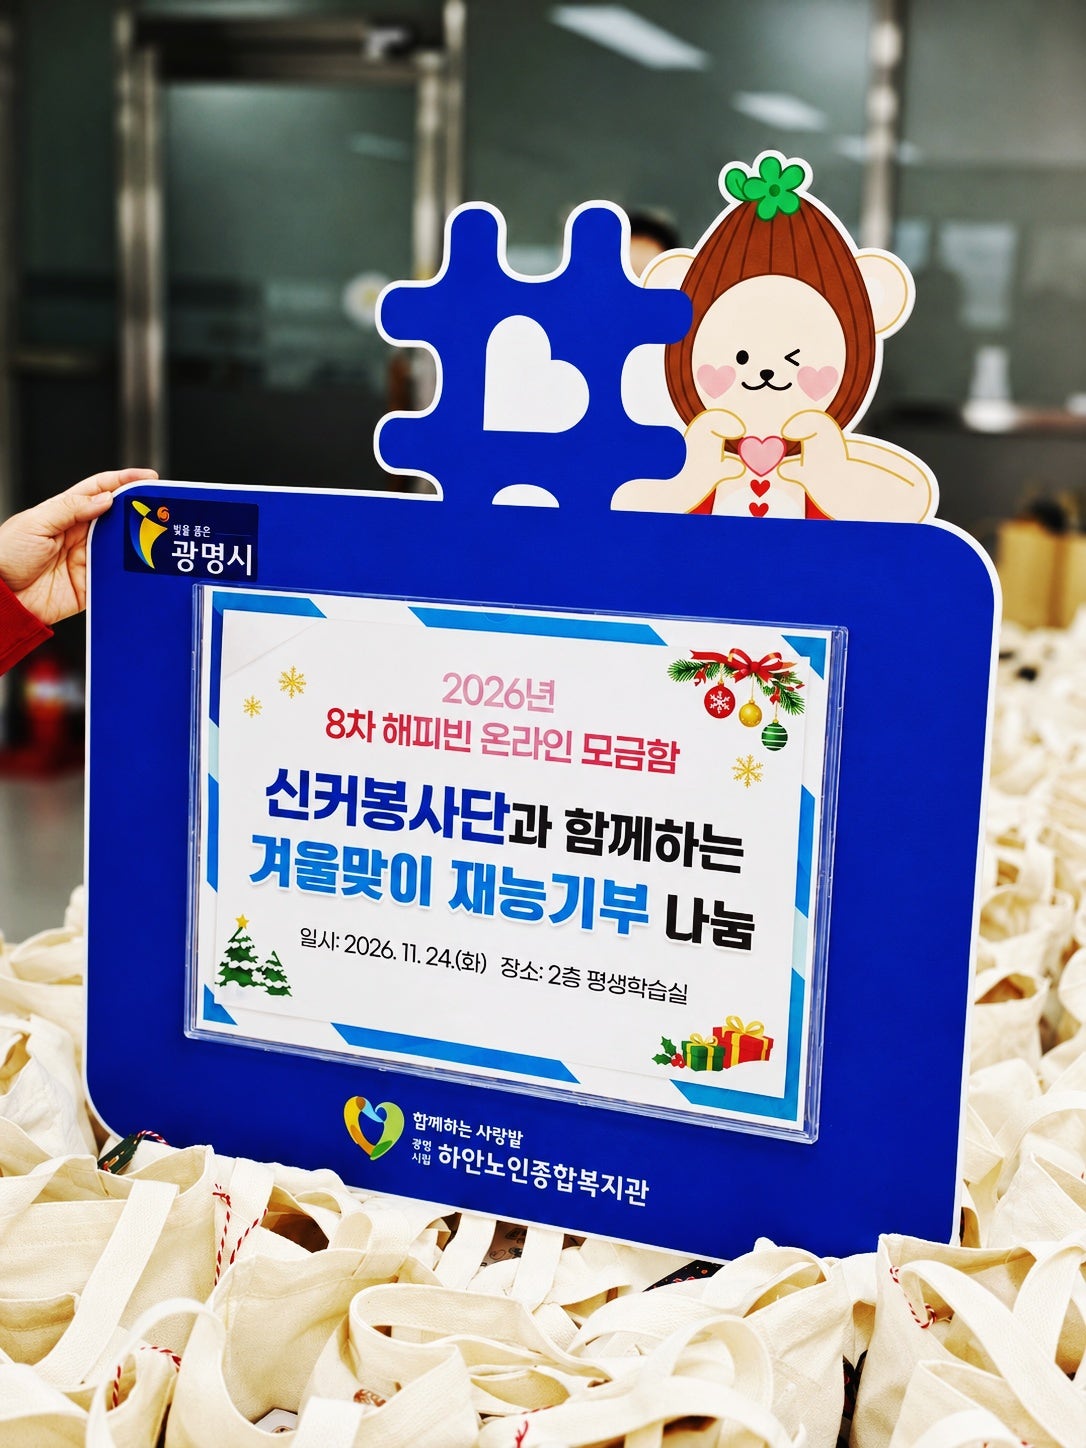 빛을 품은
광명시
2026년
8차 해피빈 온라인 모금함
신커봉사단과 함께하는
겨울맞이 재능기부 나눔
일시: 2026. 11. 24.(화) 장소: 2층 평생학습실
함께하는 사랑밭
광명시립 하안노인종합복지관